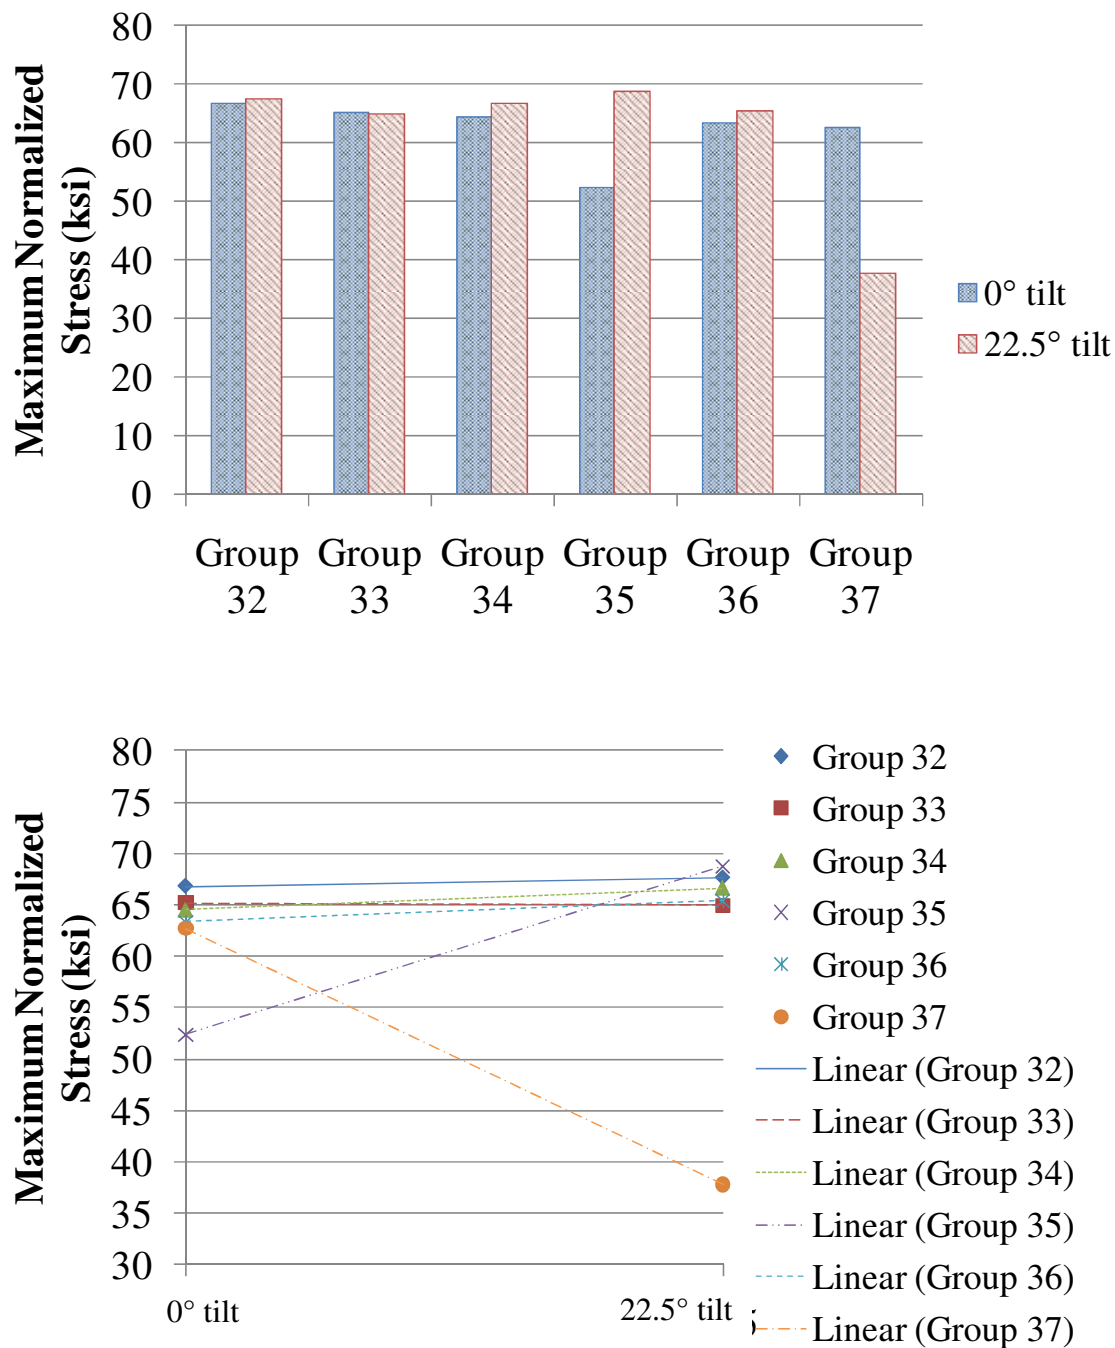 80
70
60
50
40
30
20
10
0
Maximum Normalized
Stress (ksi)
Group 32
Group 33
Group 34
Group 35
Group 36
Group 37
0° tilt
22.5° tilt
80
75
70
65
60
55
50
45
40
35
30
Maximum Normalized
Stress (ksi)
0° tilt
22.5° tilt
Group 32
Group 33
Group 34
Group 35
Group 36
Group 37
Linear (Group 32)
Linear (Group 33)
Linear (Group 34)
Linear (Group 35)
Linear (Group 36)
Linear (Group 37)